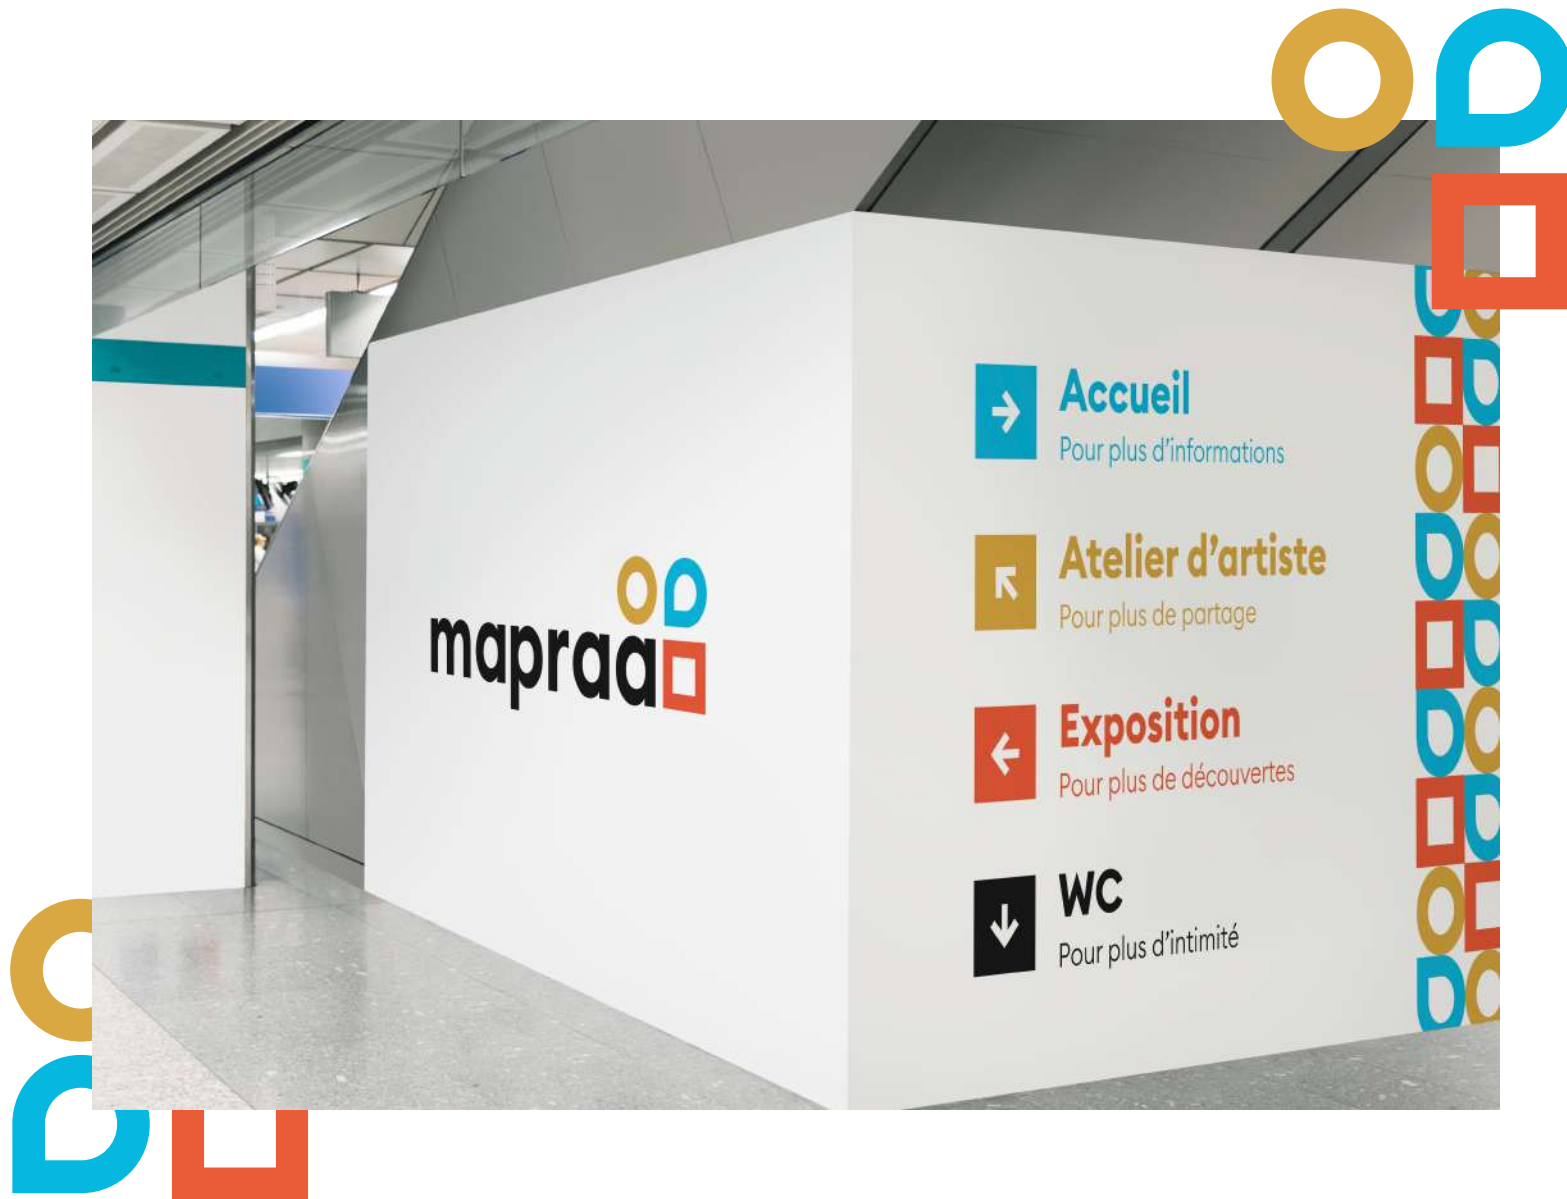 mapraa
Accueil
Pour plus d'informations
Atelier d'artiste
Pour plus de partage
Exposition
Pour plus de découvertes
WC
Pour plus d'intimité